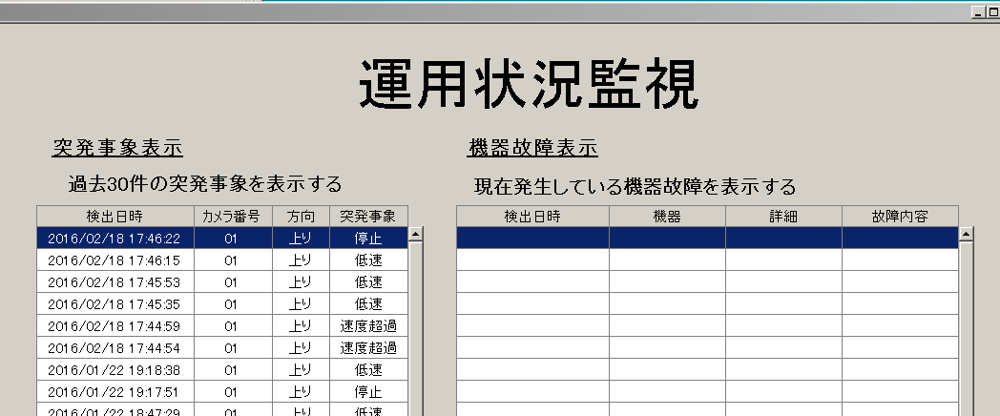 運用状況監視
突発事象表示
過去30件の突発事象を表示する
検出日時 カメラ番号 方向 突発事象
2016/02/18 17:46:22 01 上り 停止
2016/02/18 17:46:15 01 上り 低速
2016/02/18 17:45:53 01 上り 低速
2016/02/18 17:45:35 01 上り 低速
2016/02/18 17:44:59 01 上り 速度超過
2016/02/18 17:44:54 01 上り 速度超過
2016/01/22 19:18:38 01 上り 低速
2016/01/22 19:17:51 01 上り 停止
2016/01/22 18:47:29 01 上り 低速
機器故障表示
現在発生している機器故障を表示する
検出日時 機器 詳細 故障内容